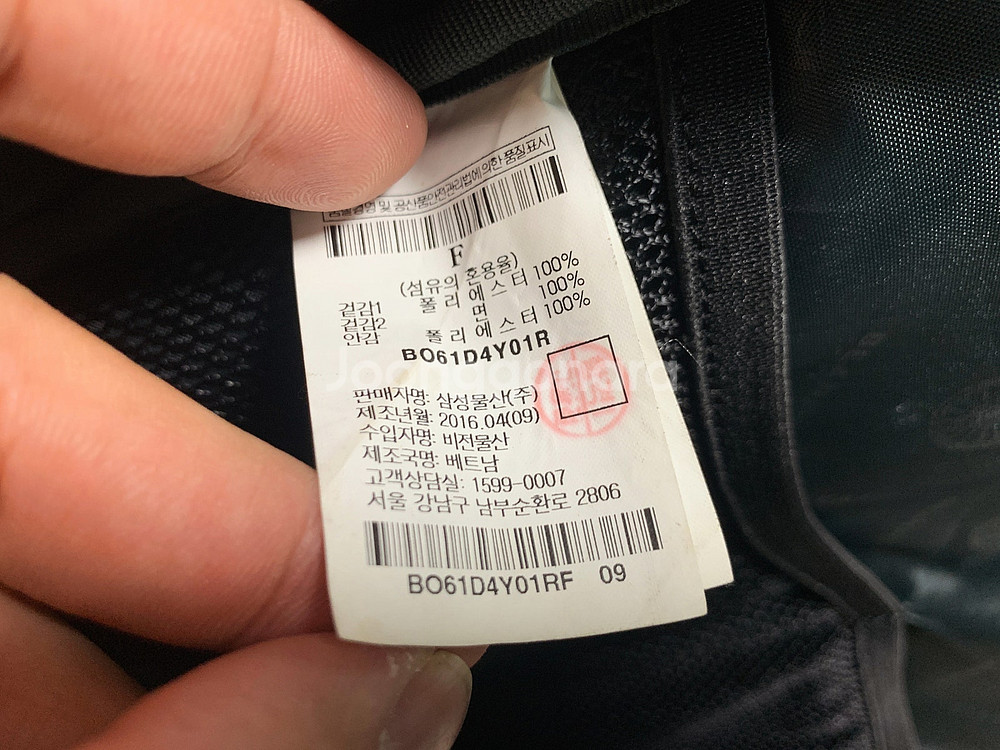 및 공산품안전관리법에 의한 품질표시
F
(섬유의 혼용율)
겉감1 폴리에스터 100%
겉감2 면 100%
안감 폴리에스터 100%
BO61D4Y01R
Joonggonnara
판매자명: 삼성물산(주)
제조년월: 2016.04(09)
수입자명: 비전물산
제조국명: 베트남
고객상담실: 1599-0007
서울 강남구 남부순환로 2806
BO61D4Y01RF 09